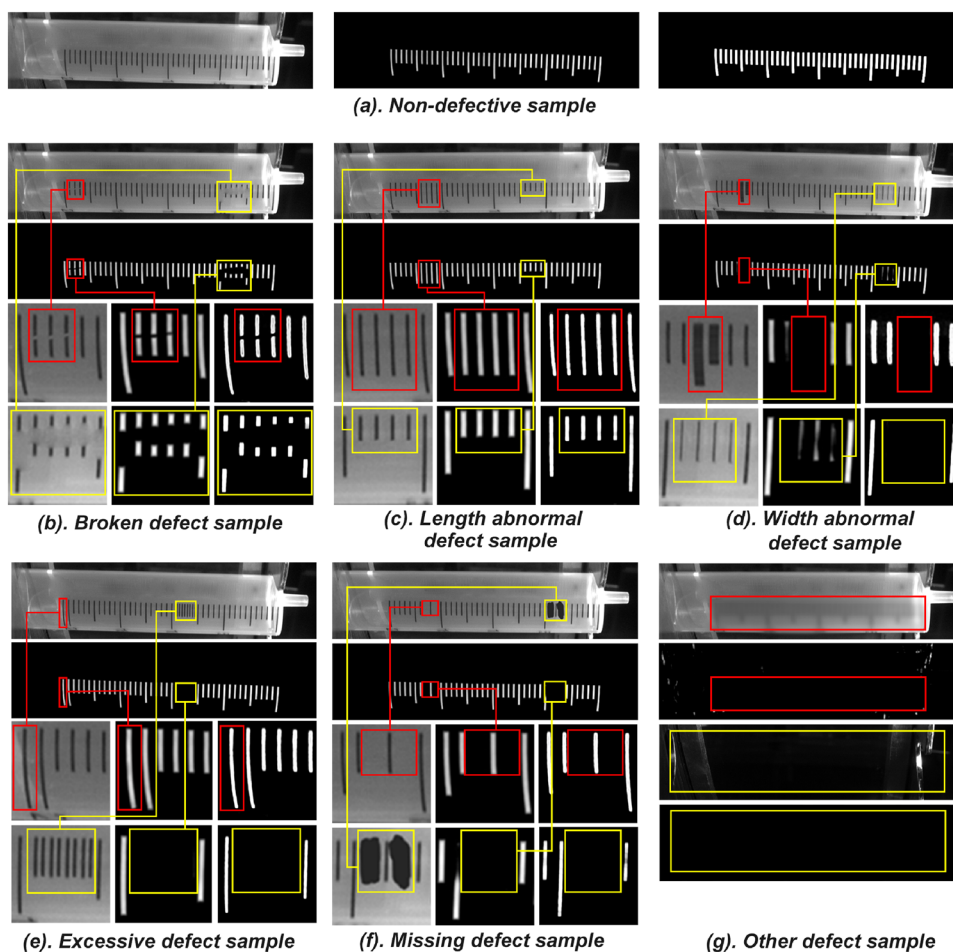 (a). Non-defective sample
(b). Broken defect sample
(c). Length abnormal
defect sample
(d). Width abnormal
defect sample
(e). Excessive defect sample
(f). Missing defect sample
(g). Other defect sample